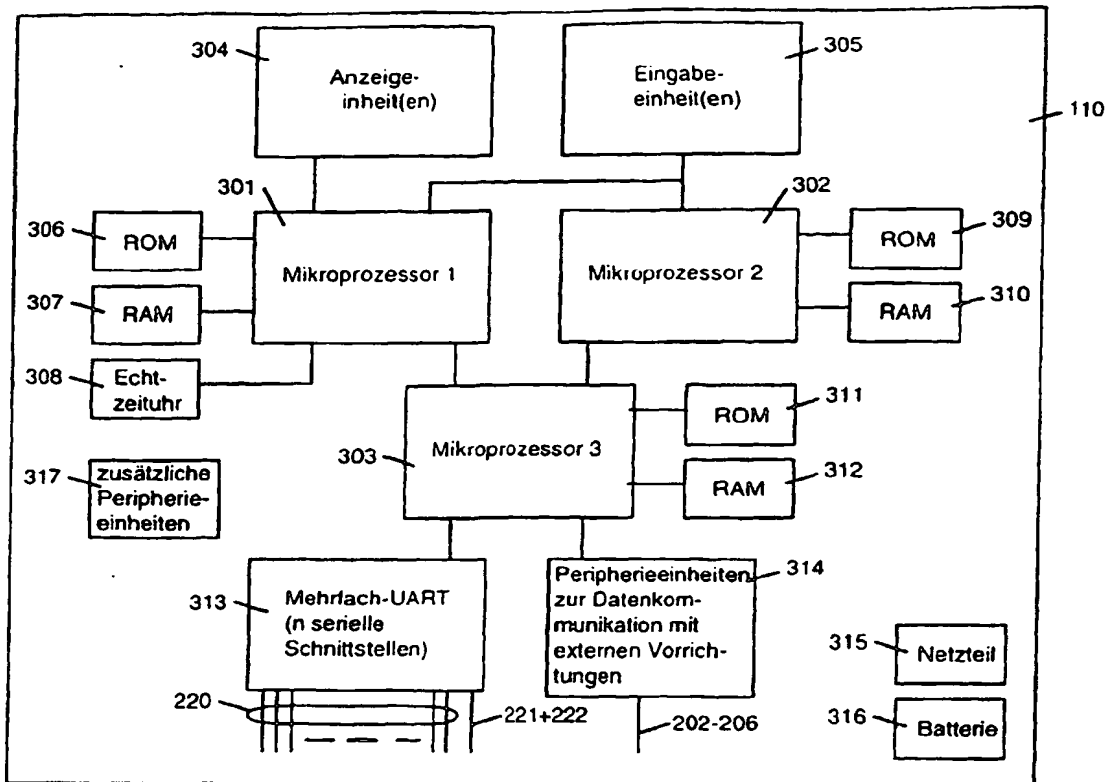 304
Anzeige-
einheit(en)
305
Eingabe-
einheit(en)
110
301
302
306
ROM
Mikroprozessor 1
Mikroprozessor 2
ROM
309
307
RAM
RAM
310
308
Echt-
zeituhr
303
Mikroprozessor 3
ROM
311
RAM
312
317
zusätzliche
Peripherie-
einheiten
313
Mehrfach-UART
(n serielle
Schnittstellen)
Peripherieeinheiten
zur Datenkom-
munikation mit
externen Vorrich-
tungen
314
315
Netzteil
316
Batterie
220
221+222
202-206